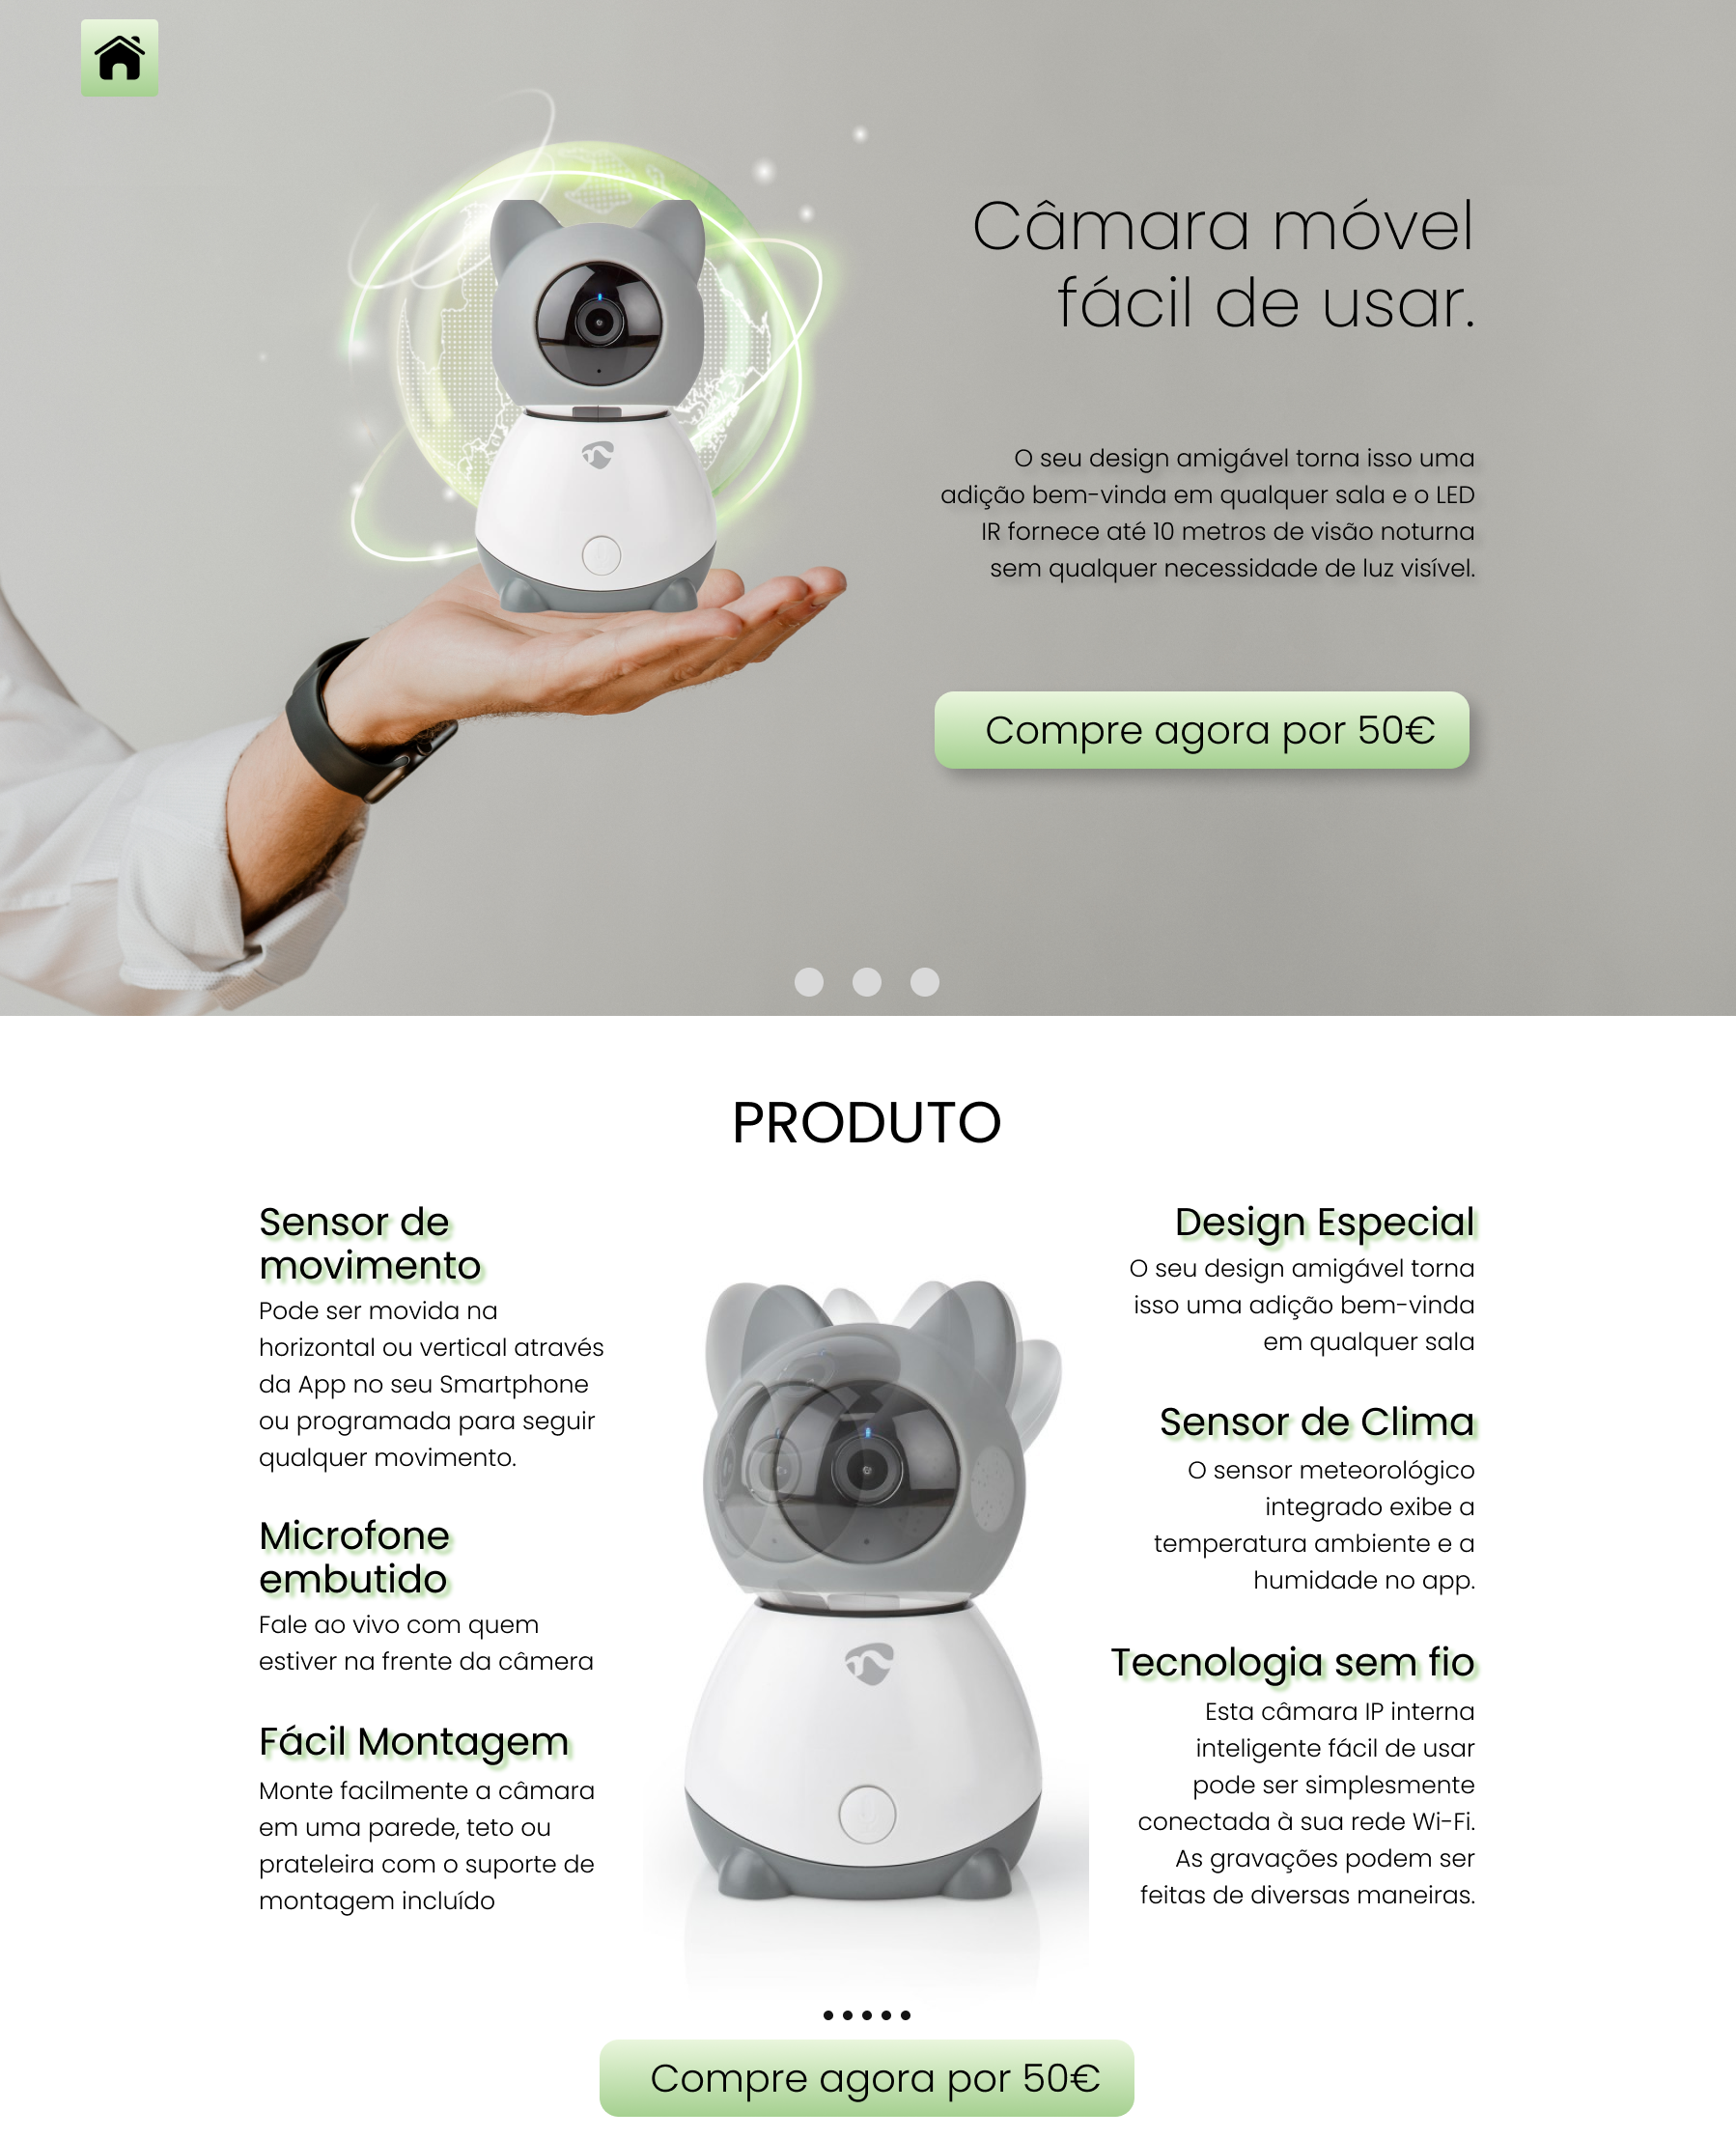 Câmara móvel
fácil de usar.
O seu design amigável torna isso uma
adição bem-vinda em qualquer sala e o LED
IR fornece até 10 metros de visão noturna
sem qualquer necessidade de luz visível.
Compre agora por 50€
PRODUTO
Sensor de
movimento
Pode ser movida na
horizontal ou vertical através
da App no seu Smartphone
ou programada para seguir
qualquer movimento.
Microfone
embutido
Fale ao vivo com quem
estiver na frente da câmera
Fácil Montagem
Monte facilmente a câmara
em uma parede, teto ou
prateleira com o suporte de
montagem incluído
Design Especial
O seu design amigável torna
isso uma adição bem-vinda
em qualquer sala
Sensor de Clima
O sensor meteorológico
integrado exibe a
temperatura ambiente e a
humidade no app.
Tecnologia sem fio
Esta câmara IP interna
inteligente fácil de usar
pode ser simplesmente
conectada à sua rede Wi-Fi.
As gravações podem ser
feitas de diversas maneiras.
Compre agora por 50€